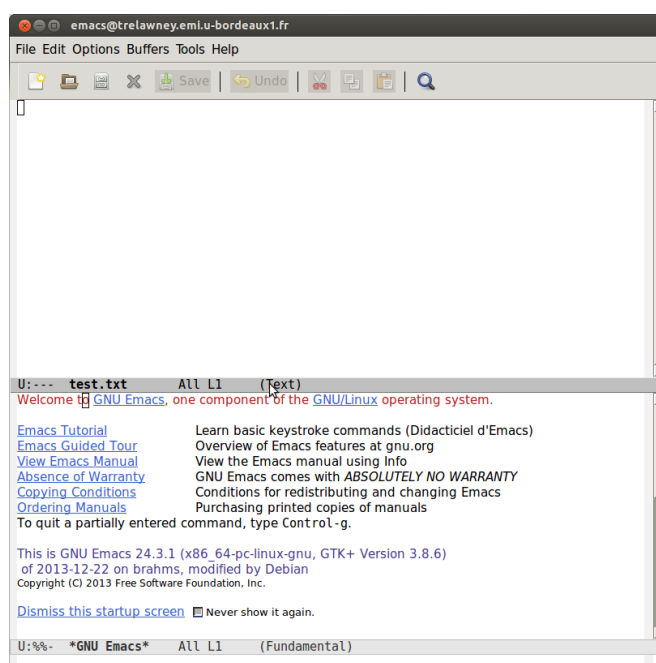 emacs@trelawney.emi.u-bordeaux1.fr
File Edit Options Buffers Tools Help
Save Undo
U:--- test.txt All L1 (Text)
Welcome to GNU Emacs, one component of the GNU/Linux operating system.
Emacs Tutorial Learn basic keystroke commands (Didacticiel d'Emacs)
Emacs Guided Tour Overview of Emacs features at gnu.org
View Emacs Manual View the Emacs manual using Info
Absence of Warranty GNU Emacs comes with ABSOLUTELY NO WARRANTY
Copying Conditions Conditions for redistributing and changing Emacs
Ordering Manuals Purchasing printed copies of manuals
To quit a partially entered command, type Control-g.
This is GNU Emacs 24.3.1 (x86_64-pc-linux-gnu, GTK+ Version 3.8.6)
of 2013-12-22 on brahms, modified by Debian
Copyright (C) 2013 Free Software Foundation, Inc.
Dismiss this startup screen Never show it again.
U:%%- *GNU Emacs* All L1 (Fundamental)